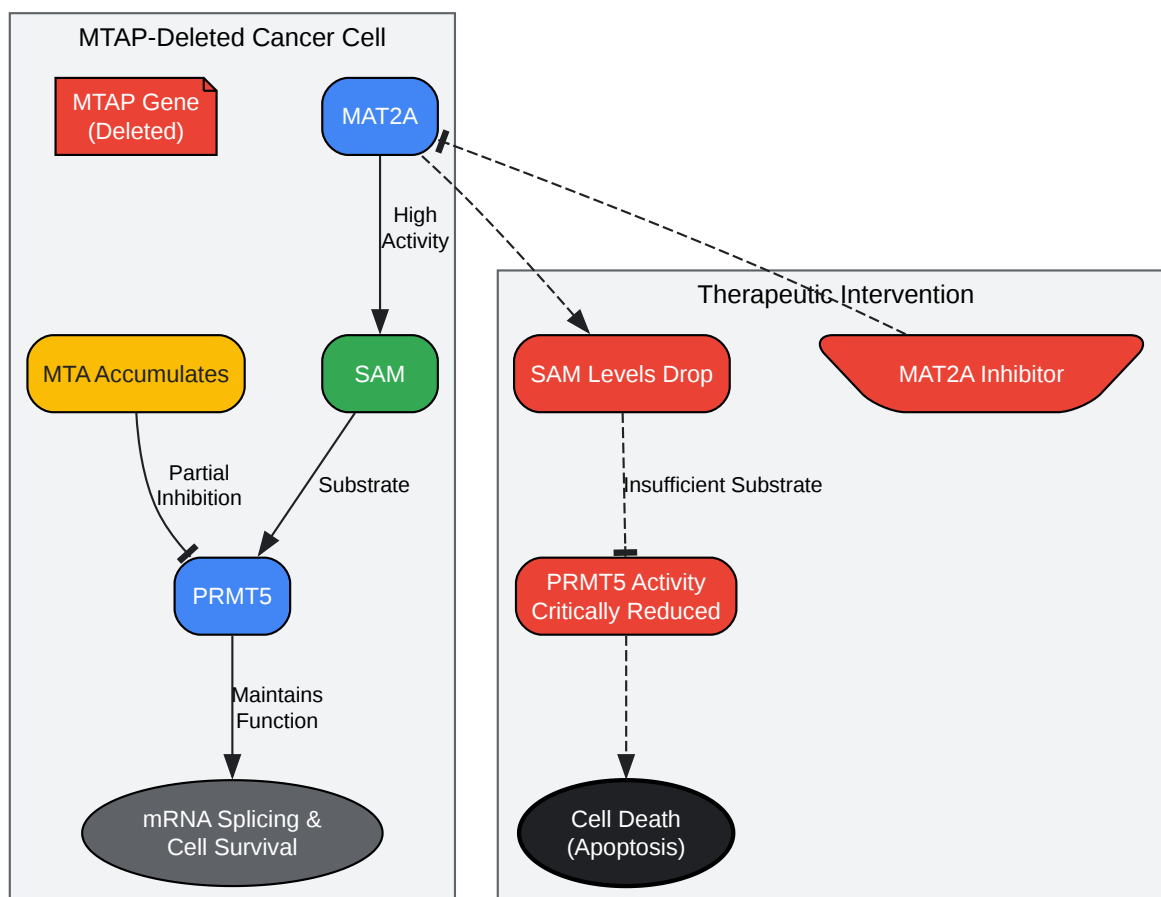 MTAP-Deleted Cancer Cell
MTAP Gene
(Deleted)
MAT2A
High
Activity
MTA Accumulates
SAM
Partial
Inhibition
Substrate
PRMT5
Maintains
Function
mRNA Splicing &
Cell Survival
Therapeutic Intervention
SAM Levels Drop
MAT2A Inhibitor
Insufficient Substrate
PRMT5 Activity
Critically Reduced
Cell Death
(Apoptosis)